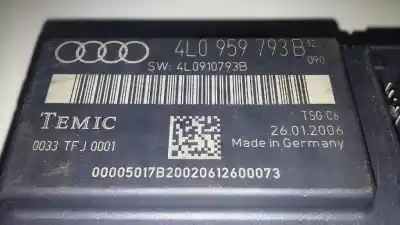 4L0 959 793 B 12
090
SW: 4L0910793B
TEMIC
TSG C6
26.01.2006
0033 TFJ 0001
Made in Germany
00005017B20020612600073